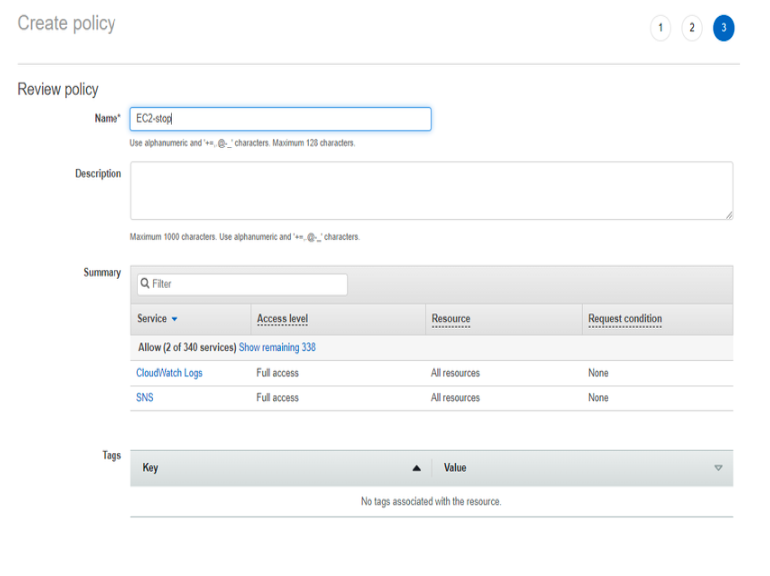 Create policy
1 2 3
Review policy
Name* EC2-stop
Use alphanumeric and '+=,.@-_' characters. Maximum 128 characters.
Description
Maximum 1000 characters. Use alphanumeric and '+=,.@-_' characters.
Summary Filter
Service Access level Resource Request condition
Allow (2 of 340 services) Show remaining 338
CloudWatch Logs Full access All resources None
SNS Full access All resources None
Tags Key Value
No tags associated with the resource.